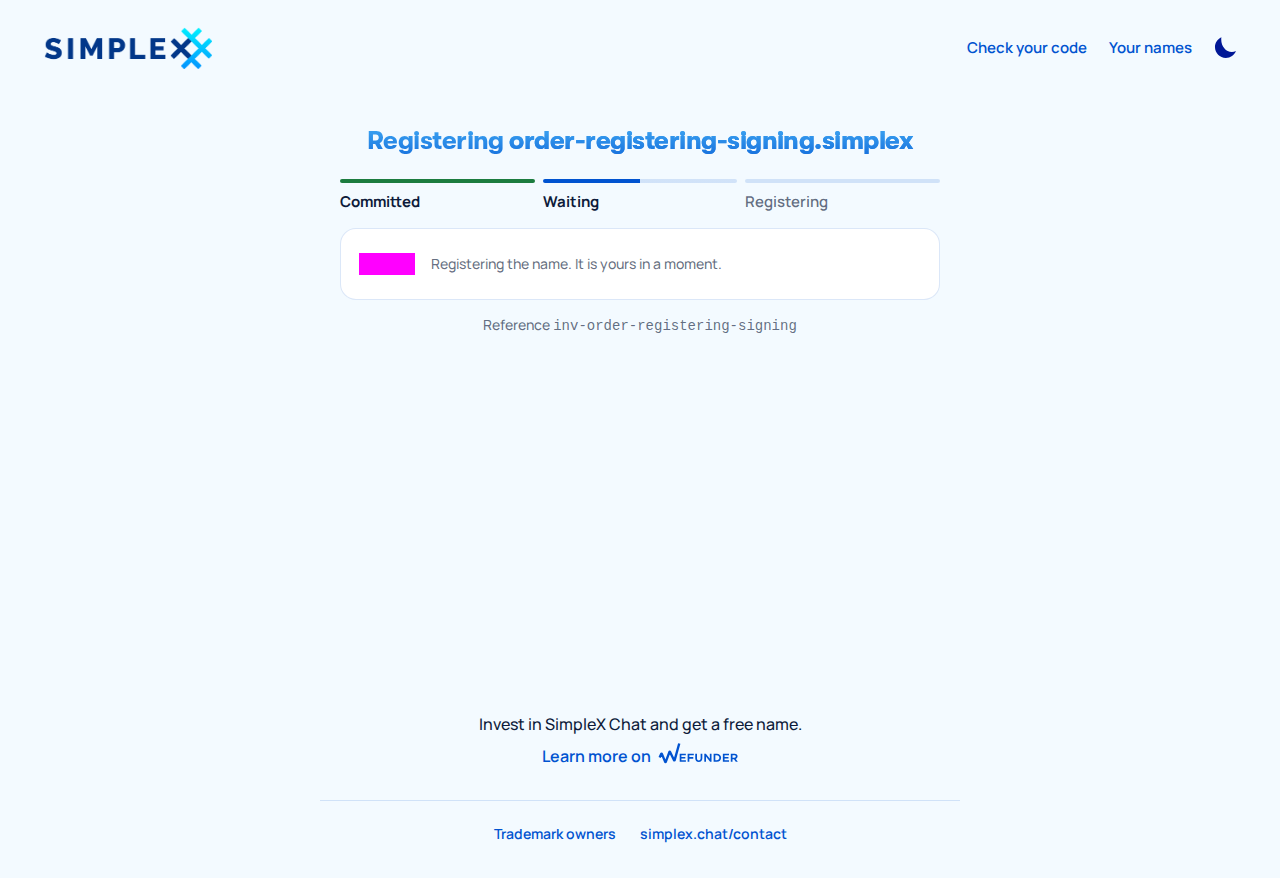 SIMPLEX
Check your code
Your names
Registering order-registering-signing.simplex
Committed
Waiting
Registering
Registering the name. It is yours in a moment.
Reference inv-order-registering-signing
Invest in SimpleX Chat and get a free name.
Learn more on WEFUNDER
Trademark owners
simplex.chat/contact